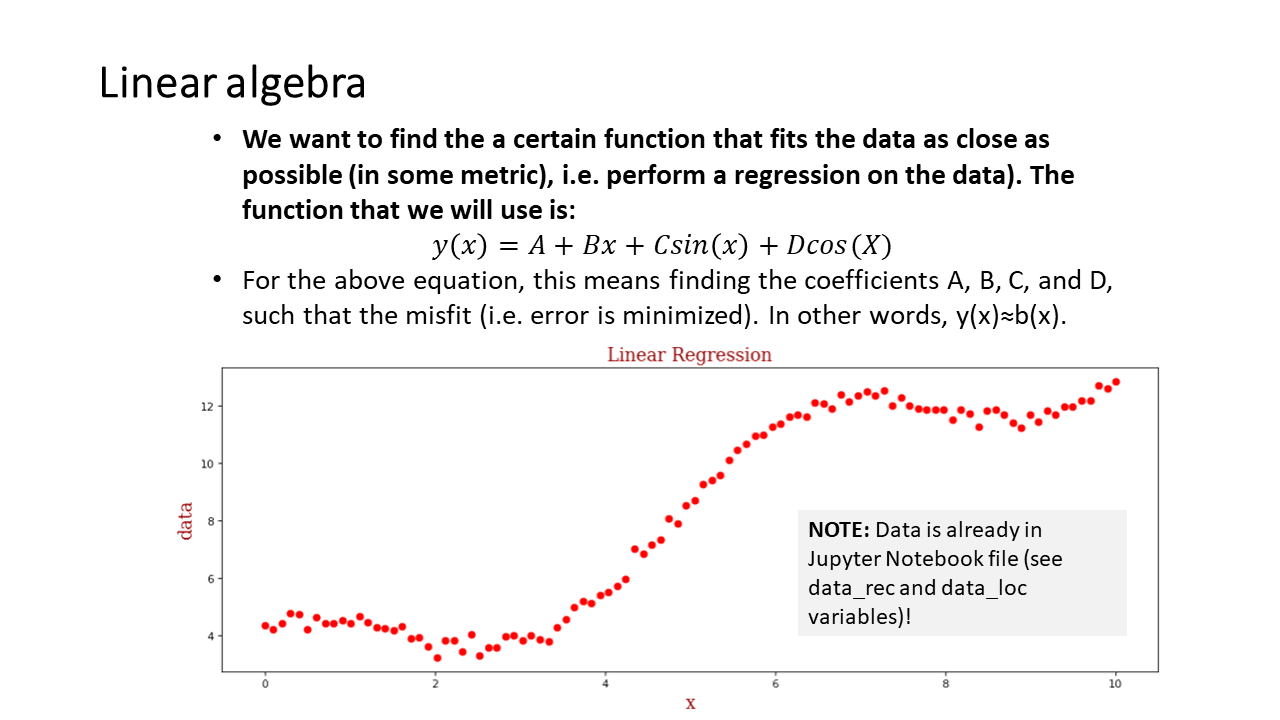 Linear algebra
• We want to find the a certain function that fits the data as close as
possible (in some metric), i.e. perform a regression on the data). The
function that we will use is:
y(x) = A + Bx + Csin(x) + Dcos(X)
• For the above equation, this means finding the coefficients A, B, C, and D,
such that the misfit (i.e. error is minimized). In other words, y(x)≈b(x).
Linear Regression
12
10
8
6
4
data
NOTE: Data is already in
Jupyter Notebook file (see
data_rec and data_loc
variables)!
0 2 4 6 8 10
x